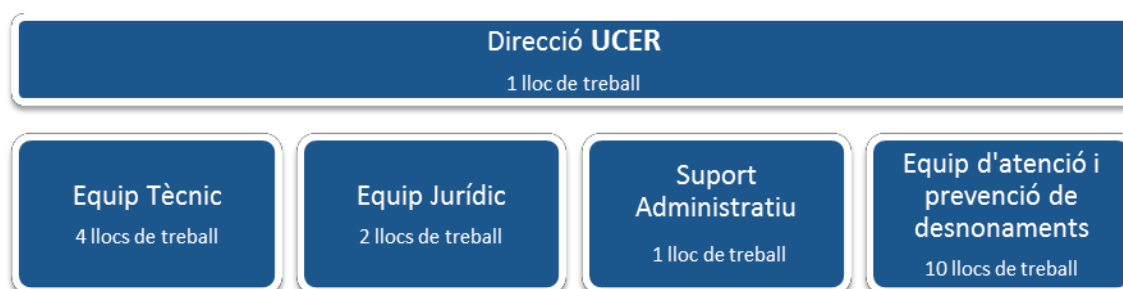 Direcció UCER
1 lloc de treball
Equip Tècnic
4 llocs de treball
Equip Jurídic
2 llocs de treball
Suport
Administratiu
1 lloc de treball
Equip d'atenció i
prevenció de
desnonaments
10 llocs de treball